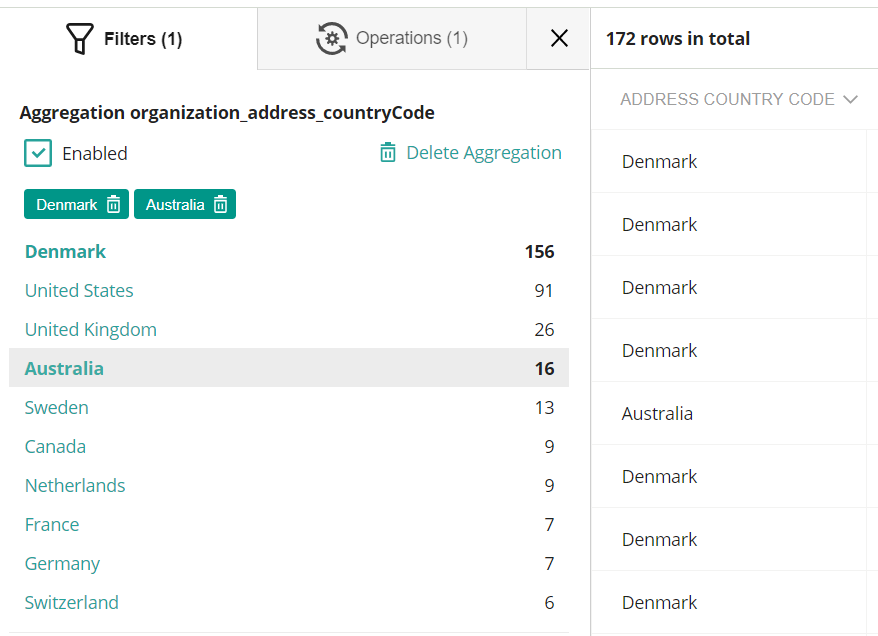 Filters (1)
Operations (1)
172 rows in total
Aggregation organization_address_countryCode
Enabled
Delete Aggregation
Denmark
Australia
Denmark 156
United States 91
United Kingdom 26
Australia 16
Sweden 13
Canada 9
Netherlands 9
France 7
Germany 7
Switzerland 6
ADDRESS COUNTRY CODE
Denmark
Denmark
Denmark
Denmark
Australia
Denmark
Denmark
Denmark